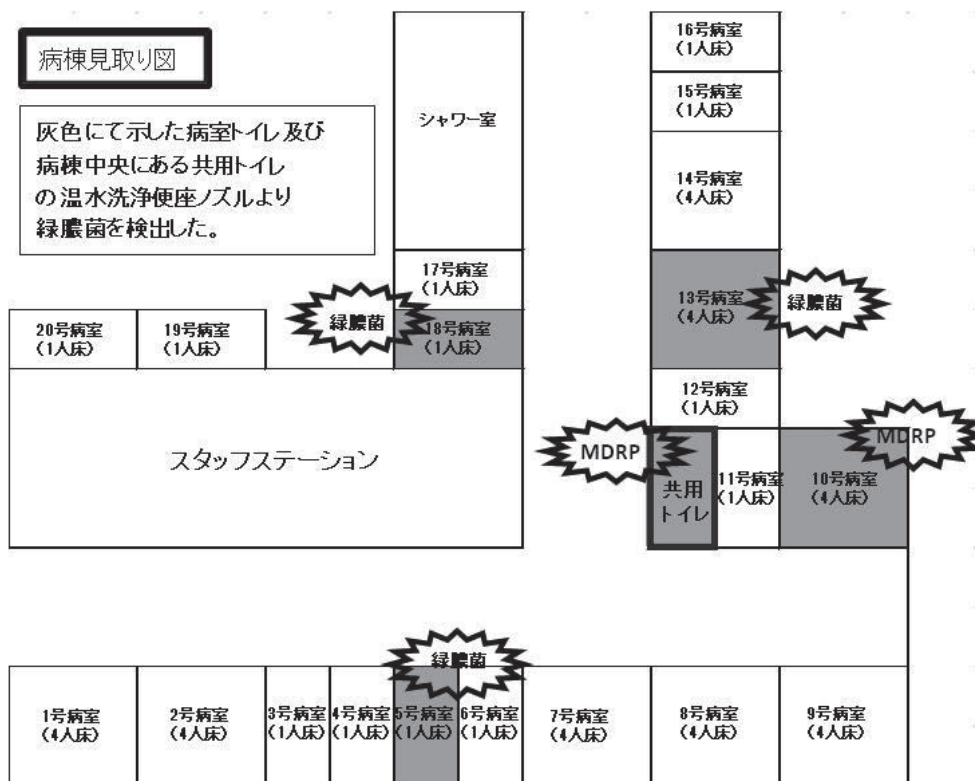 病棟見取り図
灰色にて示した病室トイレ及び
病棟中央にある共用トイレ
の温水洗浄便座ノズルより
緑膿菌を検出した。
シャワー室
16号病室
(1人床)
15号病室
(1人床)
14号病室
(4人床)
17号病室
(1人床)
緑膿菌
18号病室
(1人床)
13号病室
(4人床)
緑膿菌
20号病室
(1人床)
19号病室
(1人床)
12号病室
(1人床)
スタッフステーション
MDRP
共用
トイレ
11号病室
(1人床)
10号病室
(4人床)
MDRP
緑膿菌
1号病室
(4人床)
2号病室
(4人床)
3号病室
(1人床)
4号病室
(1人床)
5号病室
(1人床)
6号病室
(1人床)
7号病室
(4人床)
8号病室
(4人床)
9号病室
(4人床)